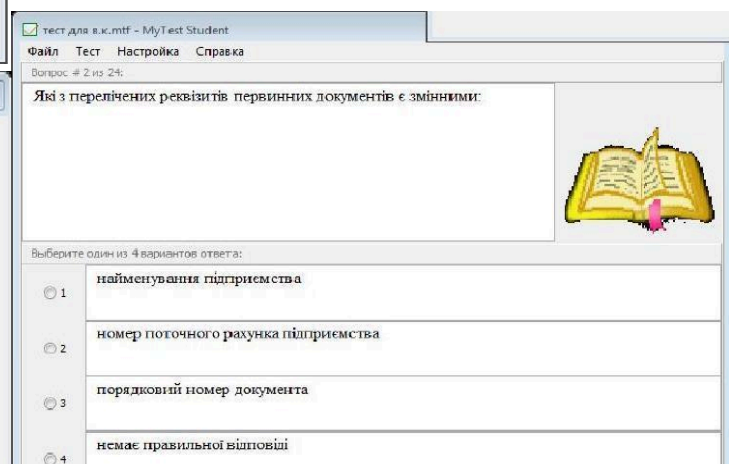 тест для в.к.mtf - MyTest Student
Файл Тест Настройка Справка
Вопрос # 2 из 24:
Які з перелічених реквізитів первинних документів є змінними:
Выберите один из 4 вариантов ответа:
1 найменування підприємства
2 номер поточного рахунка підприємства
3 порядковий номер документа
4 немає правильної відповіді